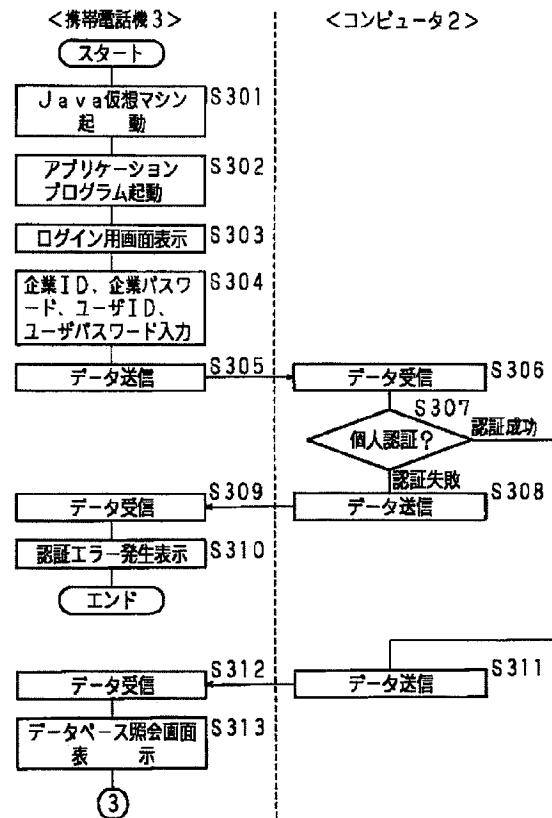 <携帯電話機3>
<コンピュータ2>
スタート
Java仮想マシン
起 動
S301
アプリケーション
プログラム起動
S302
ログイン用画面表示
S303
企業ID、企業パスワ
ード、ユーザID、
ユーザパスワード入力
S304
データ送信
S305
データ受信
S306
個人認証?
S307
認証成功
認証失敗
データ送信
S308
データ受信
S309
認証エラー発生表示
S310
エンド
データ送信
S311
データ受信
S312
データベース照会画面
表 示
S313
3